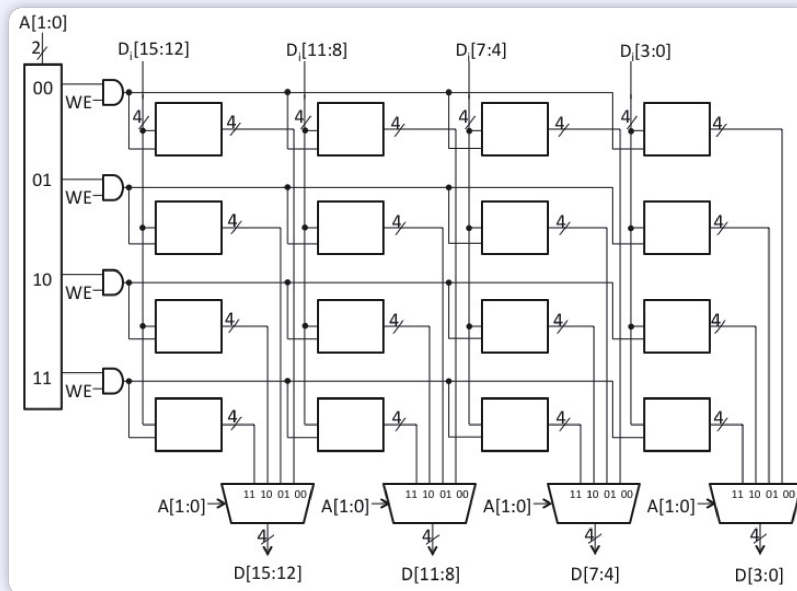 A[1:0]
2
Di[15:12] Di[11:8] Di[7:4] Di[3:0]
00
WE
4 4 4 4 4 4 4 4
01
WE
4 4 4 4
10
WE
4 4 4 4
11
WE
4 4 4 4
11 10 01 00 11 10 01 00 11 10 01 00 11 10 01 00
A[1:0] A[1:0] A[1:0] A[1:0]
4 4 4 4
D[15:12] D[11:8] D[7:4] D[3:0]